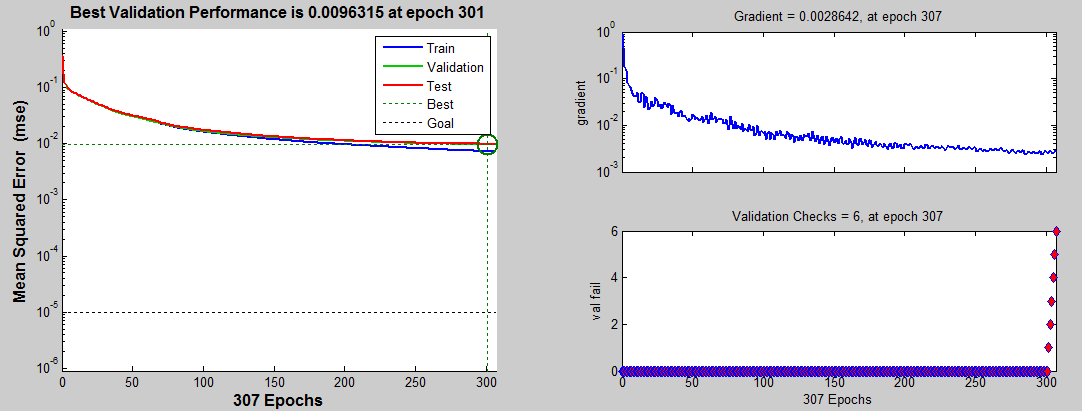 Best Validation Performance is 0.0096315 at epoch 301
10^0
10^-1
10^-2
10^-3
10^-4
10^-5
10^-6
Mean Squared Error (mse)
Train
Validation
Test
Best
Goal
0 50 100 150 200 250 300
307 Epochs
Gradient = 0.0028642, at epoch 307
10^0
10^-1
10^-2
10^-3
gradient
Validation Checks = 6, at epoch 307
6
4
2
0
val fail
0 50 100 150 200 250 300
307 Epochs